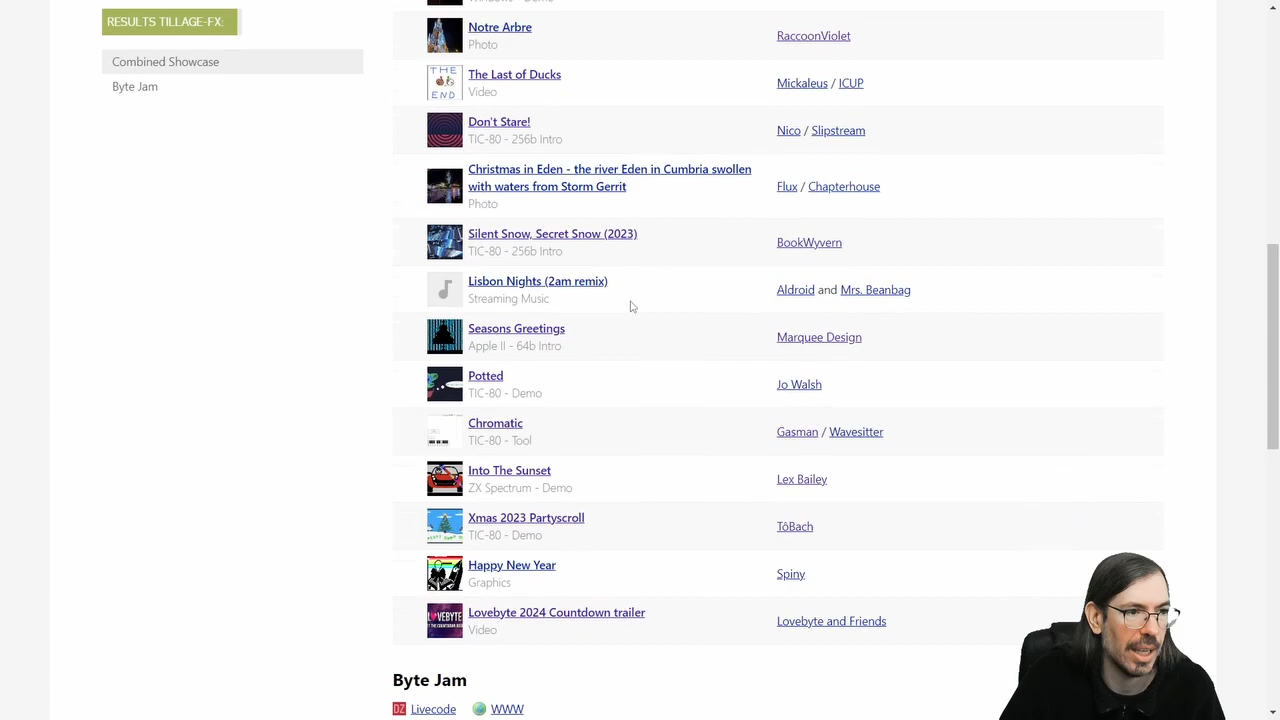 RESULTS TILLAGE-FX:
Combined Showcase
Byte Jam
Notre Arbre
Photo
RaccoonViolet
THE
END
The Last of Ducks
Video
Mickaleus / ICUP
Don't Stare!
TIC-80 - 256b Intro
Nico / Slipstream
Christmas in Eden - the river Eden in Cumbria swollen
with waters from Storm Gerrit
Photo
Flux / Chapterhouse
Silent Snow, Secret Snow (2023)
TIC-80 - 256b Intro
BookWyvern
Lisbon Nights (2am remix)
Streaming Music
Aldroid and Mrs. Beanbag
Seasons Greetings
Apple II - 64b Intro
Marquee Design
Potted
TIC-80 - Demo
Jo Walsh
Chromatic
TIC-80 - Tool
Gasman / Wavesitter
Into The Sunset
ZX Spectrum - Demo
Lex Bailey
Xmas 2023 Partyscroll
TIC-80 - Demo
TôBach
Happy New Year
Graphics
Spiny
Lovebyte 2024 Countdown trailer
Video
Lovebyte and Friends
Byte Jam
DZ Livecode WWW